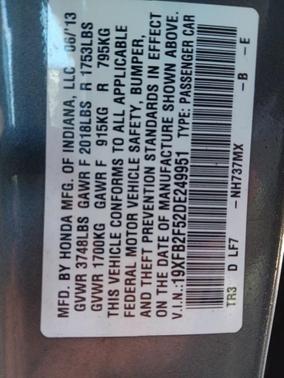 MFD. BY HONDA MFG. OF INDIANA, LLC. 06/'13
GVWR 3748LBS GAWR F 2018LBS R 1753LBS
GVWR 1700KG GAWR F 915KG R 795KG
THIS VEHICLE CONFORMS TO ALL APPLICABLE
FEDERAL MOTOR VEHICLE SAFETY, BUMPER,
AND THEFT PREVENTION STANDARDS IN EFFECT
ON THE DATE OF MANUFACTURE SHOWN ABOVE.
V.I.N.:19XFB2F52DE249951 TYPE: PASSENGER CAR
TR3 D LF7 -NH737MX -B -E